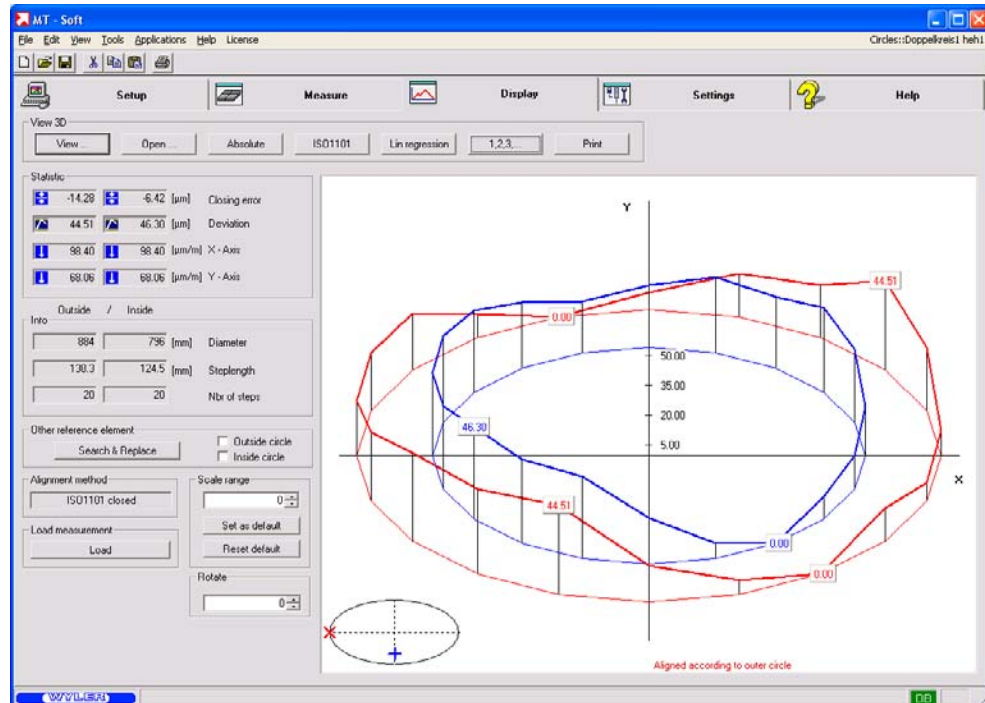 MT - Soft
File Edit View Tools Applications Help License
Circles::Doppelkreis1 heh1
Setup Measure Display Settings Help
View 3D
View ... Open ... Absolute ISO1101 Lin regression 1,2,3,... Print
Statistic
-14.28 -6.42 [µm] Closing error
44.51 46.30 [µm] Deviation
98.40 98.40 [µm/m] X - Axis
68.06 68.06 [µm/m] Y - Axis
Outside / Inside
Info
884 796 [mm] Diameter
138.3 124.5 [mm] Steplength
20 20 Nbr of steps
Other reference element
Search & Replace
Outside circle
Inside circle
Alignment method
ISO1101 closed
Load measurement
Load
Scale range
0
Set as default
Reset default
Rotate
0
Y
44.51
0.00
50.00
35.00
20.00
46.30
5.00
X
44.51
0.00
0.00
Aligned according to outer circle
WYLER
DB